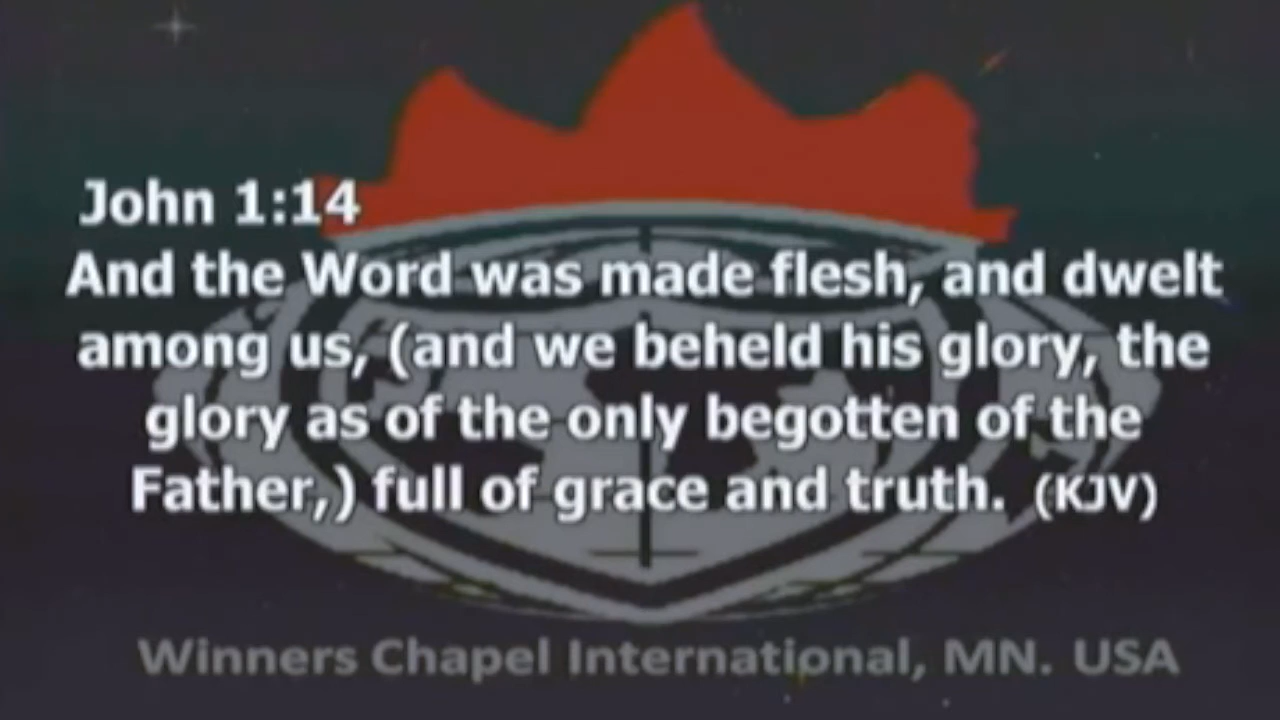 John 1:14
And the Word was made flesh, and dwelt
among us, (and we beheld his glory, the
glory as of the only begotten of the
Father,) full of grace and truth. (KJV)
Winners Chapel International, MN. USA